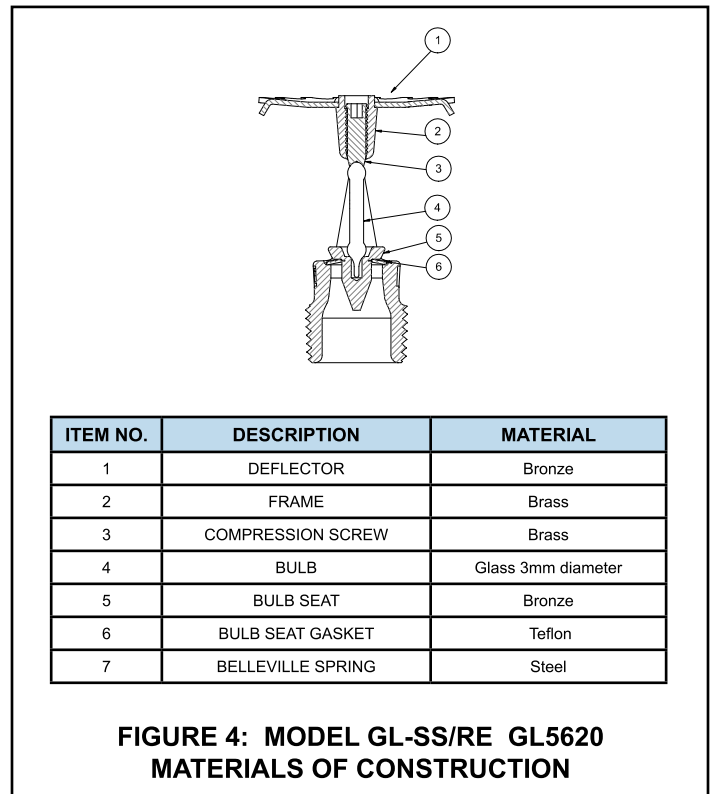 1
2
3
4
5
6
ITEM NO. DESCRIPTION MATERIAL
1 DEFLECTOR Bronze
2 FRAME Brass
3 COMPRESSION SCREW Brass
4 BULB Glass 3mm diameter
5 BULB SEAT Bronze
6 BULB SEAT GASKET Teflon
7 BELLEVILLE SPRING Steel
FIGURE 4: MODEL GL-SS/RE GL5620
MATERIALS OF CONSTRUCTION